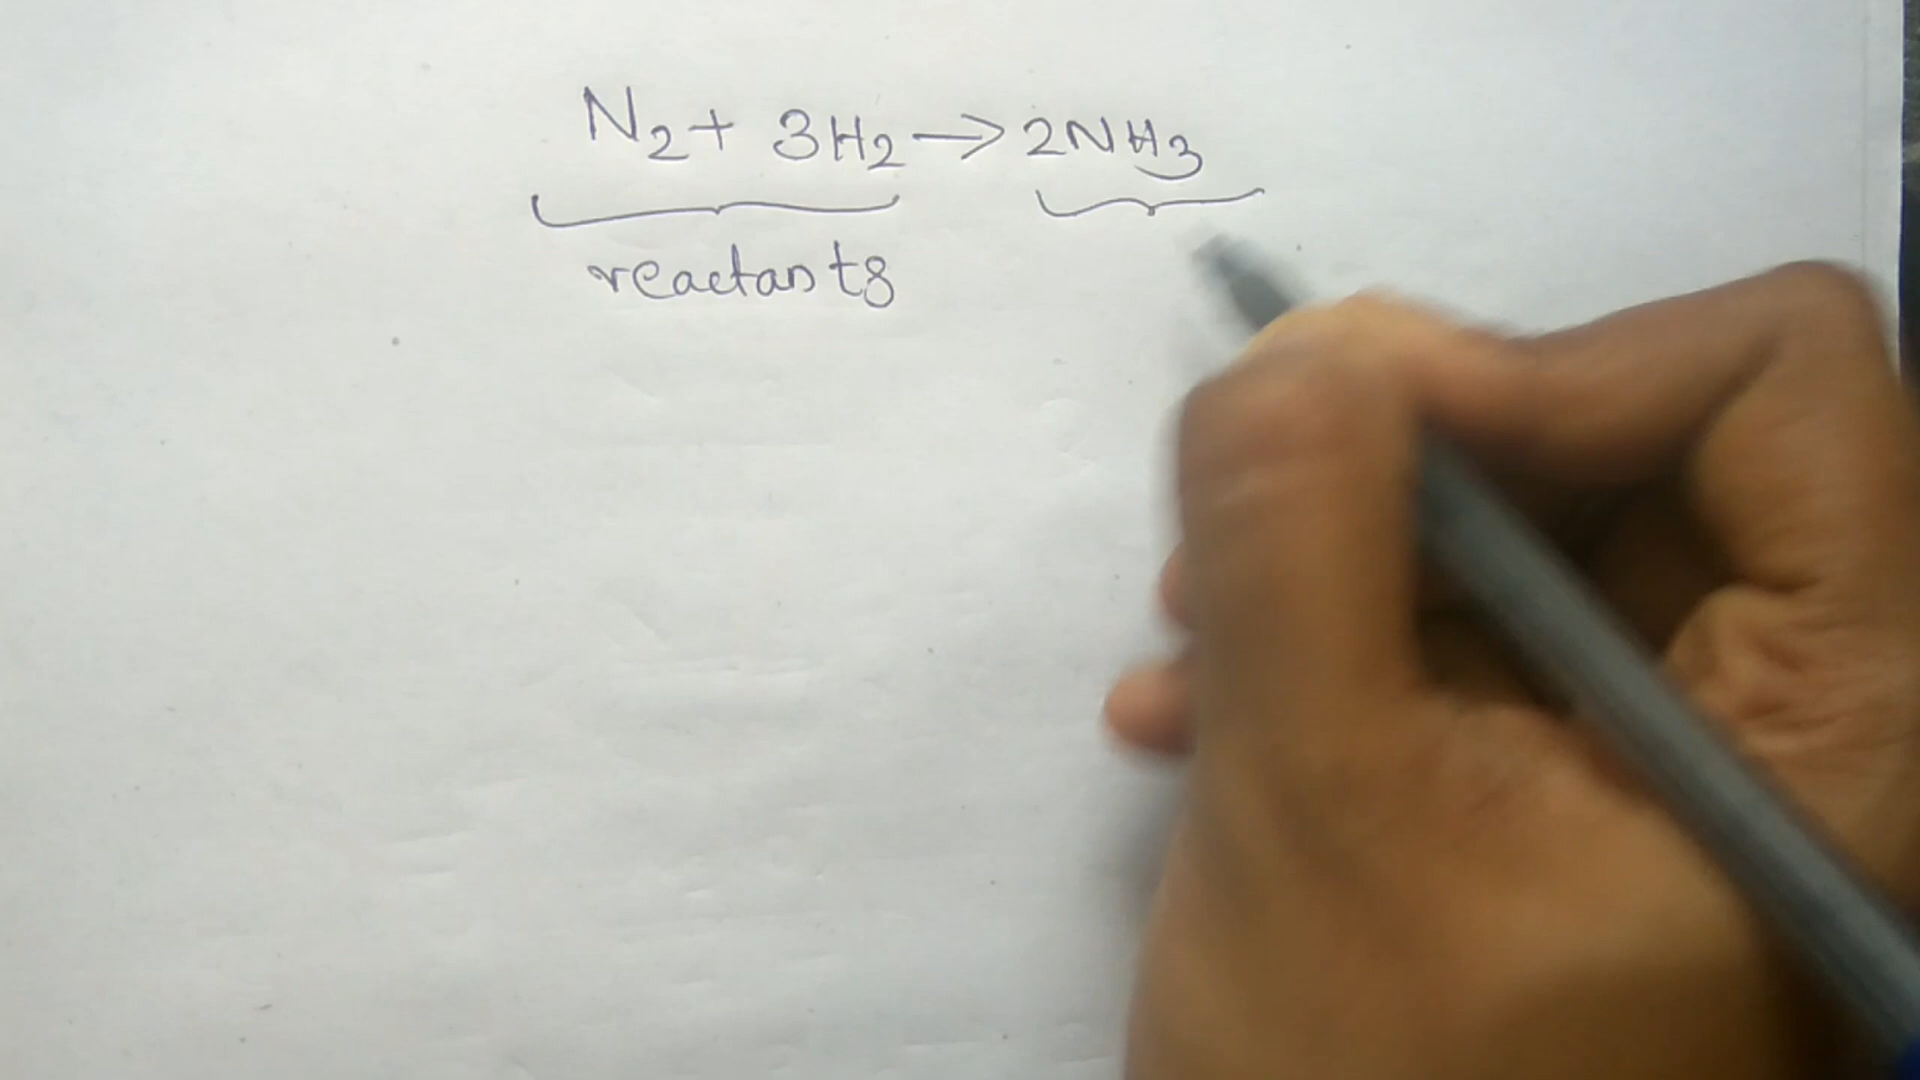 N₂ + 3H₂ → 2NH₃
reactants